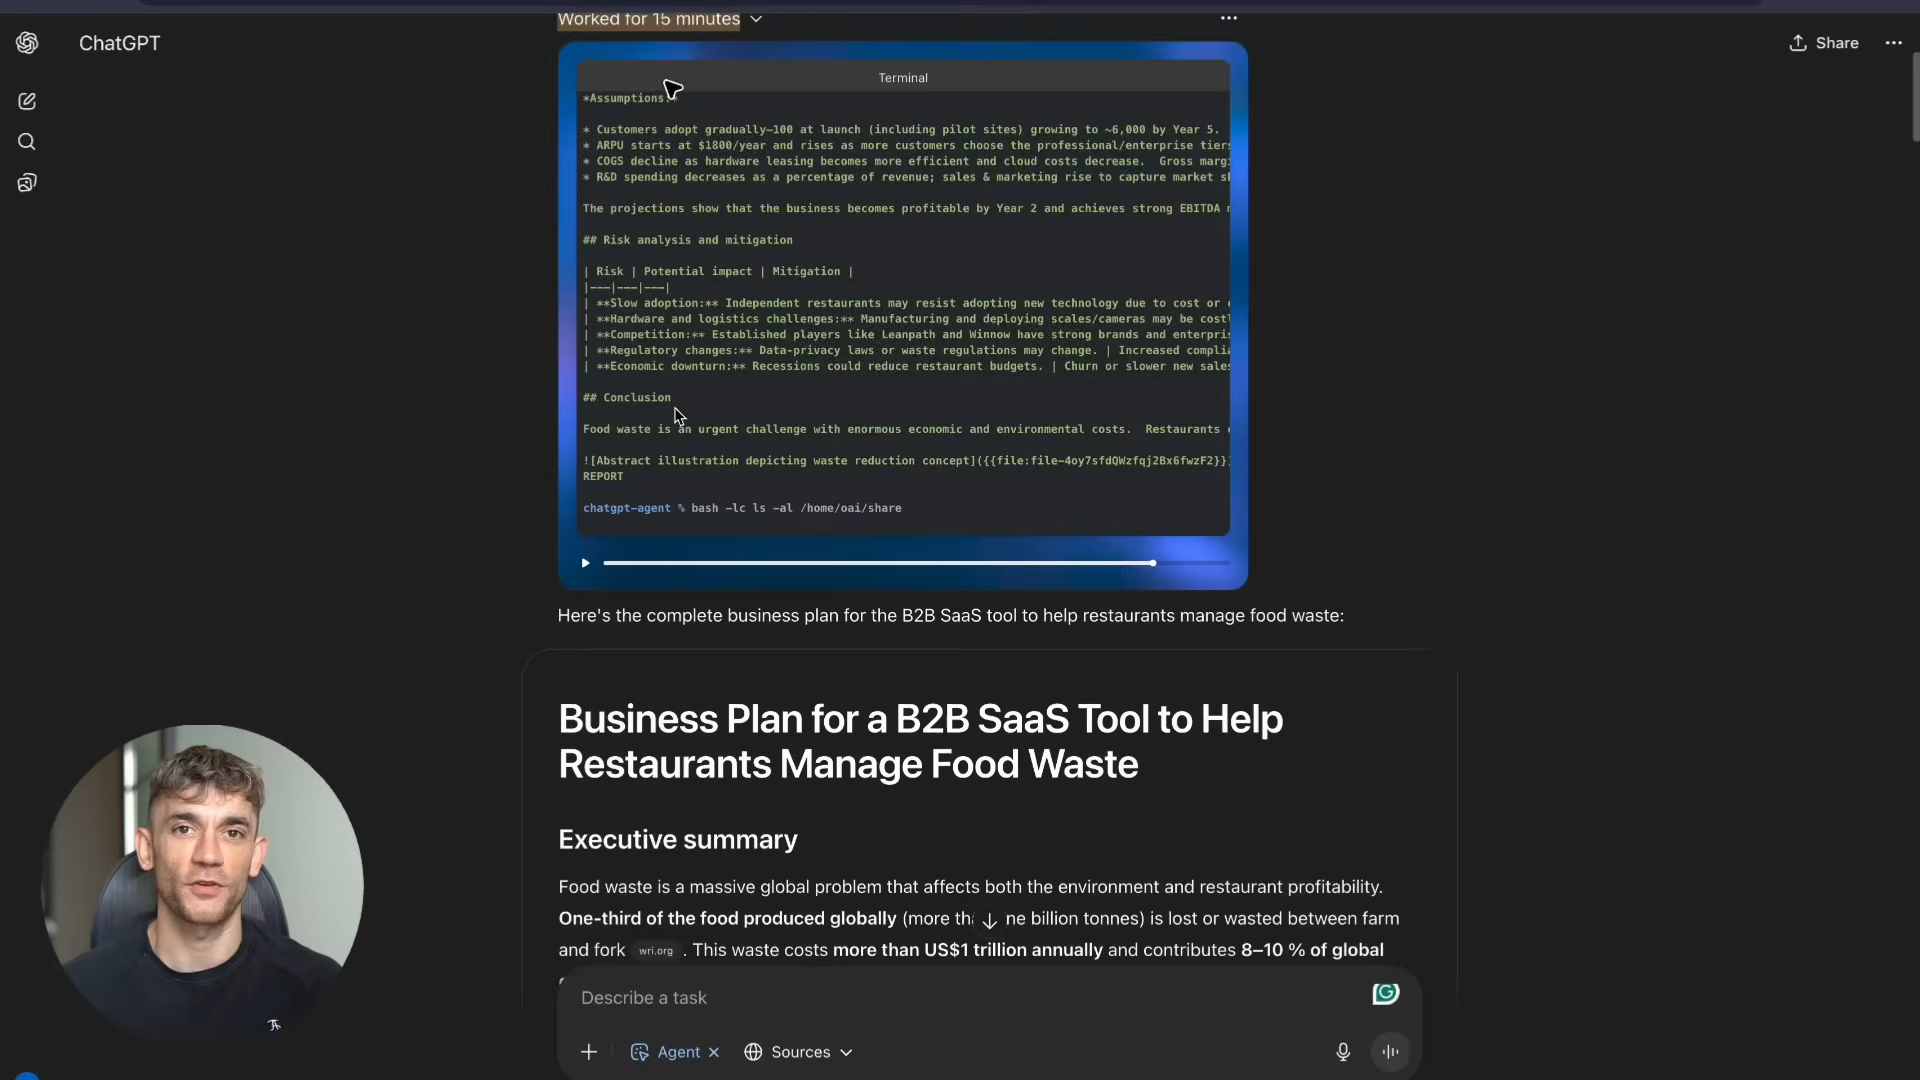 Worked for 15 minutes
ChatGPT
Share
Terminal
*Assumptions:*
* Customers adopt gradually—100 at launch (including pilot sites) growing to ~6,000 by Year 5.
* ARPU starts at $1800/year and rises as more customers choose the professional/enterprise tiers
* COGS decline as hardware leasing becomes more efficient and cloud costs decrease.  Gross marg
* R&D spending decreases as a percentage of revenue; sales & marketing rise to capture market s
The projections show that the business becomes profitable by Year 2 and achieves strong EBITDA
## Risk analysis and mitigation
| Risk | Potential impact | Mitigation |
|---|---|---|
| **Slow adoption:** Independent restaurants may resist adopting new technology due to cost or
| **Hardware and logistics challenges:** Manufacturing and deploying scales/cameras may be cost
| **Competition:** Established players like Leanpath and Winnow have strong brands and enterpris
| **Regulatory changes:** Data-privacy laws or waste regulations may change. | Increased complia
| **Economic downturn:** Recessions could reduce restaurant budgets. | Churn or slower new sales
## Conclusion
Food waste is an urgent challenge with enormous economic and environmental costs.  Restaurants
![Abstract illustration depicting waste reduction concept]({{file:file-4oy7sfdQWzfqj2Bx6fwzF2}})
REPORT
chatgpt-agent % bash -lc ls -al /home/oai/share
Here's the complete business plan for the B2B SaaS tool to help restaurants manage food waste:
Business Plan for a B2B SaaS Tool to Help
Restaurants Manage Food Waste
Executive summary
Food waste is a massive global problem that affects both the environment and restaurant profitability.
One-third of the food produced globally (more th ne billion tonnes) is lost or wasted between farm
and fork wri.org . This waste costs more than US$1 trillion annually and contributes 8–10 % of global
Describe a task
Agent
Sources